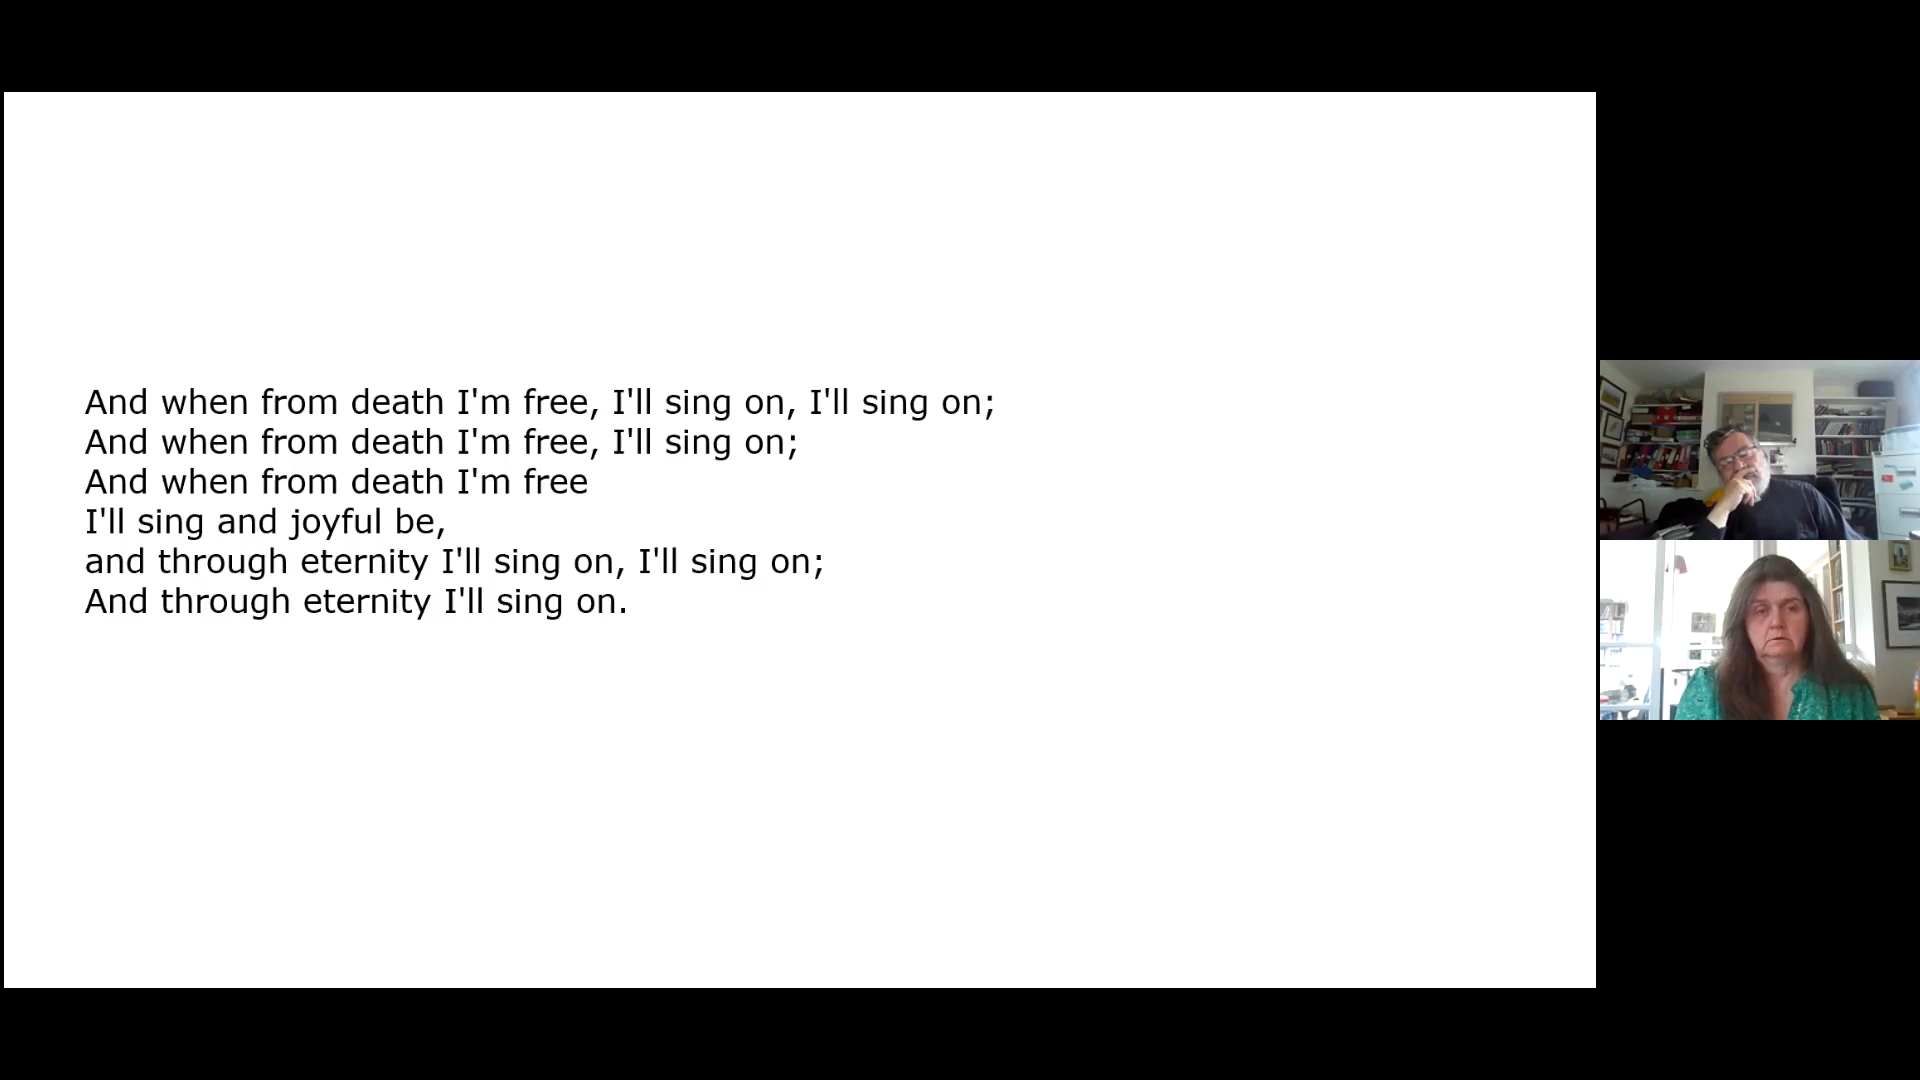 And when from death I'm free, I'll sing on, I'll sing on;
And when from death I'm free, I'll sing on;
And when from death I'm free
I'll sing and joyful be,
and through eternity I'll sing on, I'll sing on;
And through eternity I'll sing on.